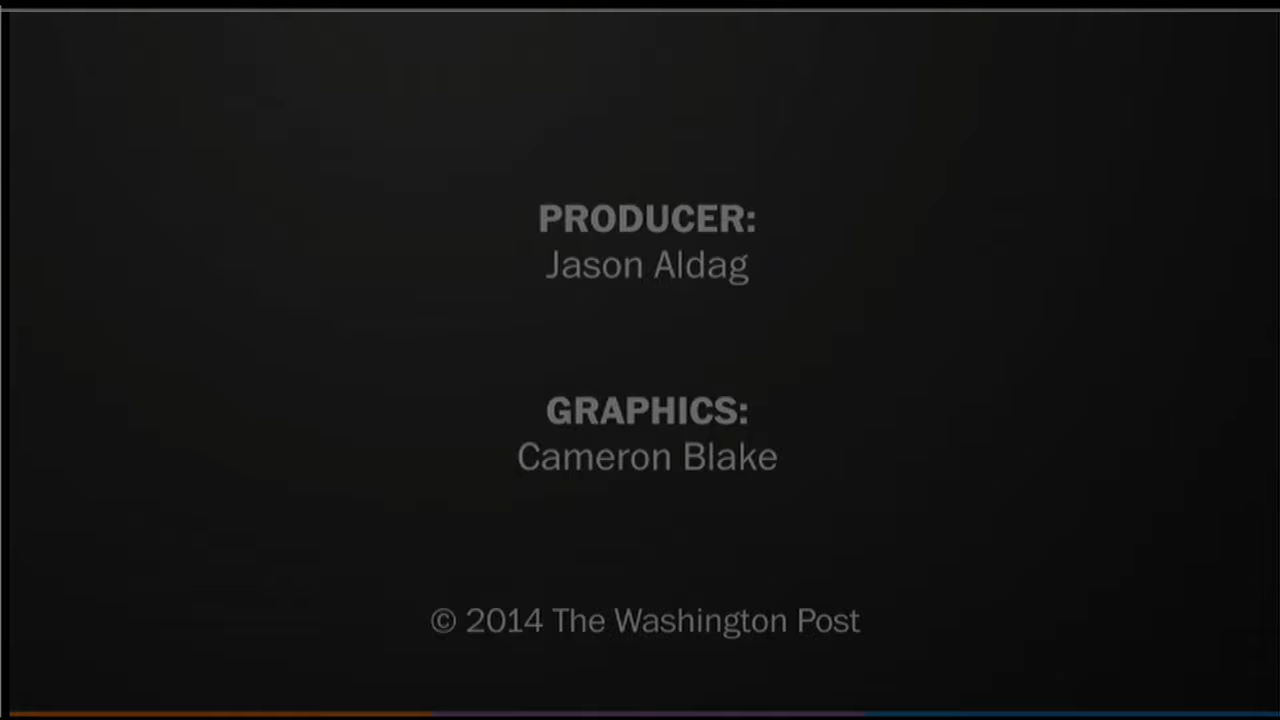 PRODUCER:
Jason Aldag
GRAPHICS:
Cameron Blake
© 2014 The Washington Post